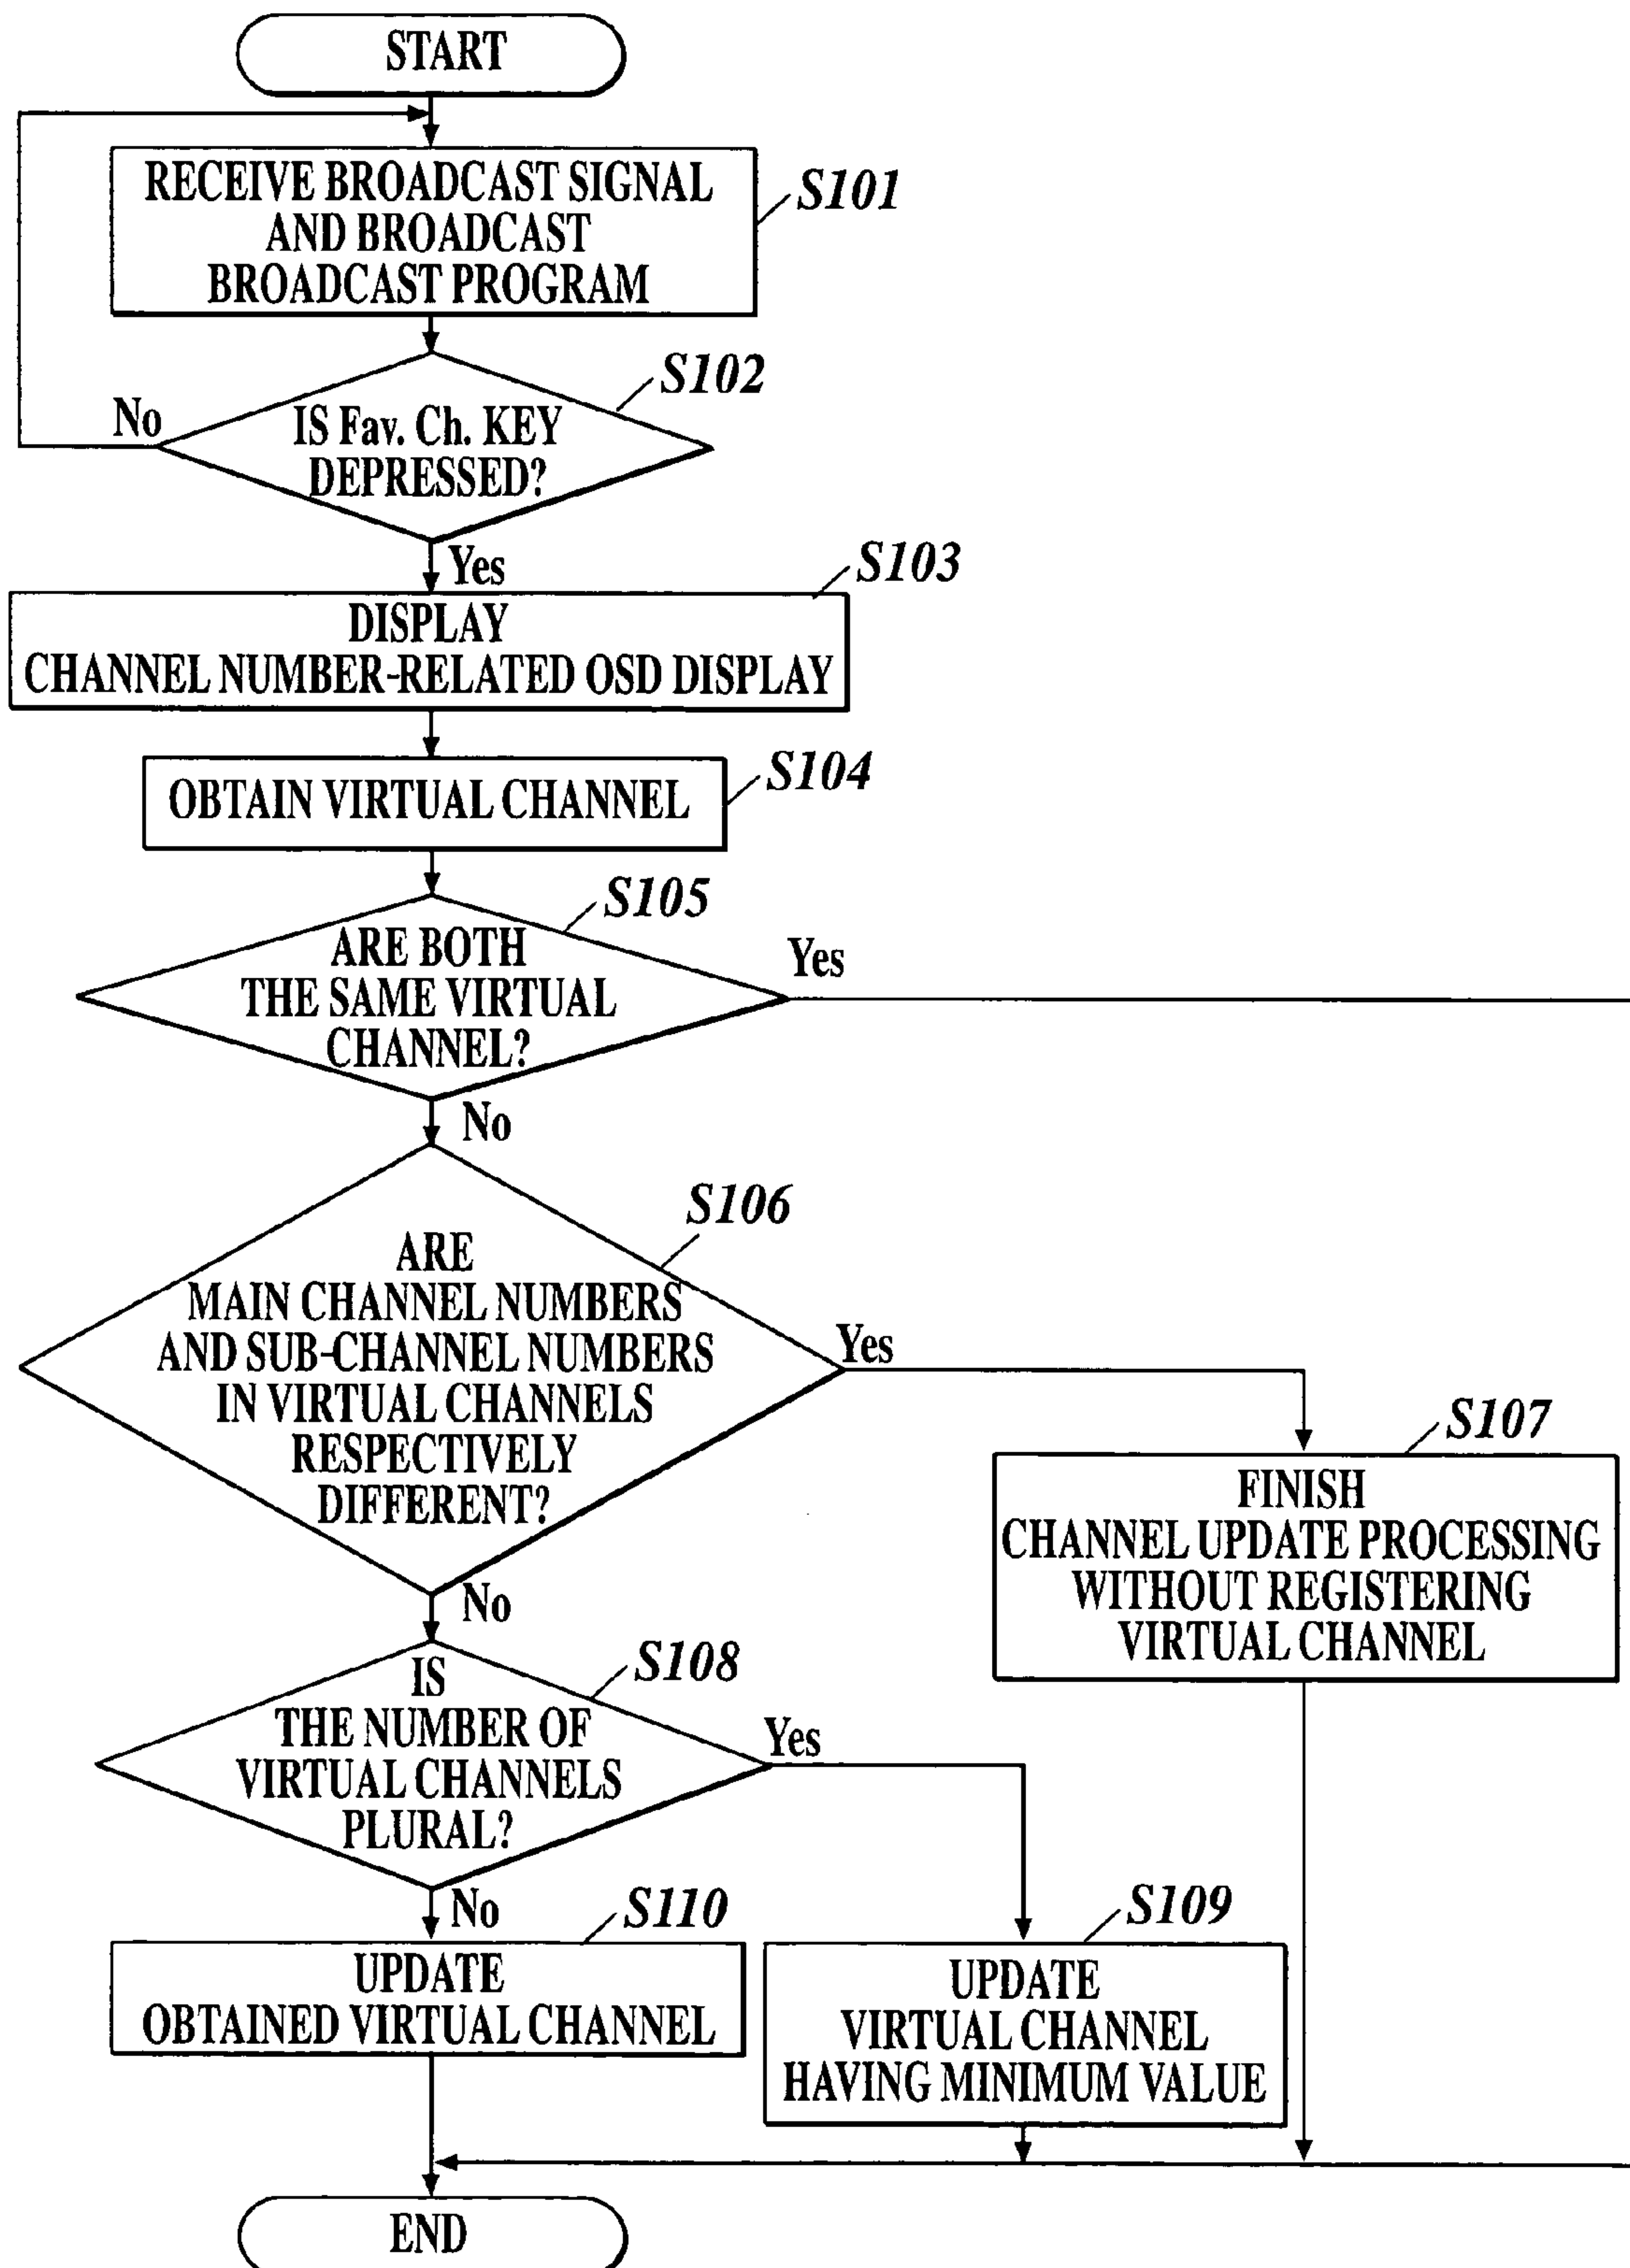 START
RECEIVE BROADCAST SIGNAL
AND BROADCAST
BROADCAST PROGRAM
S101
S102
No
IS Fav. Ch. KEY
DEPRESSED?
Yes
S103
DISPLAY
CHANNEL NUMBER-RELATED OSD DISPLAY
S104
OBTAIN VIRTUAL CHANNEL
S105
ARE BOTH
THE SAME VIRTUAL
CHANNEL?
Yes
No
S106
ARE
MAIN CHANNEL NUMBERS
AND SUB-CHANNEL NUMBERS
IN VIRTUAL CHANNELS
RESPECTIVELY
DIFFERENT?
Yes
S107
FINISH
CHANNEL UPDATE PROCESSING
WITHOUT REGISTERING
VIRTUAL CHANNEL
No
S108
IS
THE NUMBER OF
VIRTUAL CHANNELS
PLURAL?
Yes
No
S110
UPDATE
OBTAINED VIRTUAL CHANNEL
S109
UPDATE
VIRTUAL CHANNEL
HAVING MINIMUM VALUE
END